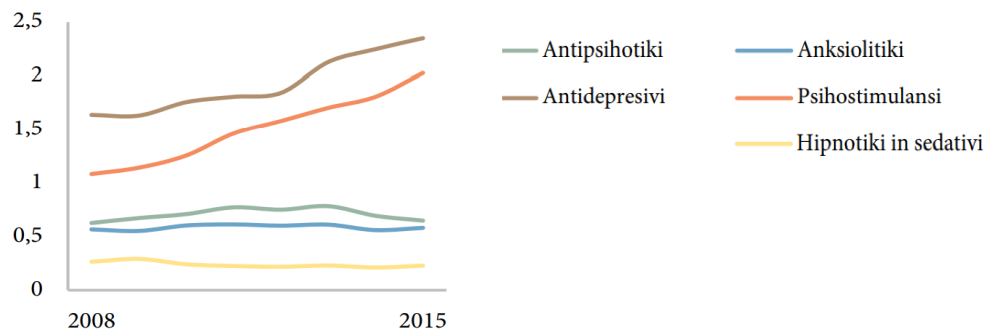 2,5
2
1,5
1
0,5
0
2008 2015
Antipsihotiki Anksiolitiki
Antidepresivi Psihostimulansi
Hipnotiki in sedativi